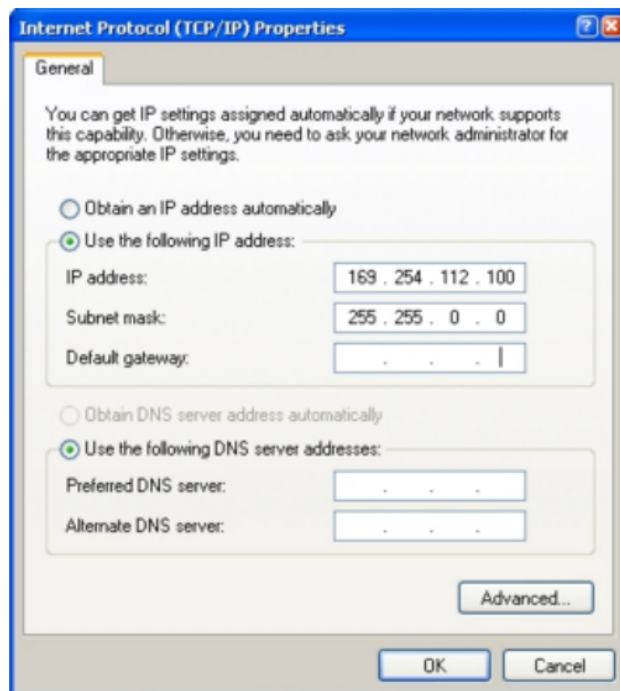 Internet Protocol (TCP/IP) Properties
General
You can get IP settings assigned automatically if your network supports
this capability. Otherwise, you need to ask your network administrator for
the appropriate IP settings.
Obtain an IP address automatically
Use the following IP address:
IP address: 169 . 254 . 112 . 100
Subnet mask: 255 . 255 . 0 . 0
Default gateway: . . .
Obtain DNS server address automatically
Use the following DNS server addresses:
Preferred DNS server: . . .
Alternate DNS server: . . .
Advanced...
OK Cancel